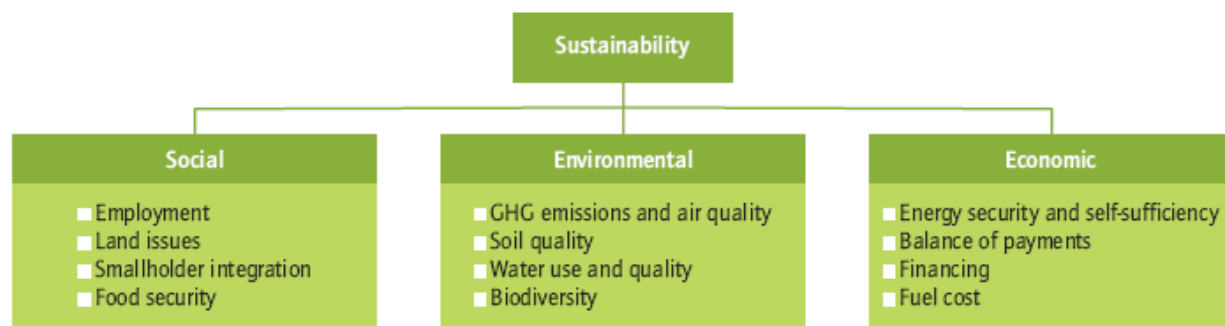 Sustainability
Social
Employment
Land issues
Smallholder integration
Food security
Environmental
GHG emissions and air quality
Soil quality
Water use and quality
Biodiversity
Economic
Energy security and self-sufficiency
Balance of payments
Financing
Fuel cost